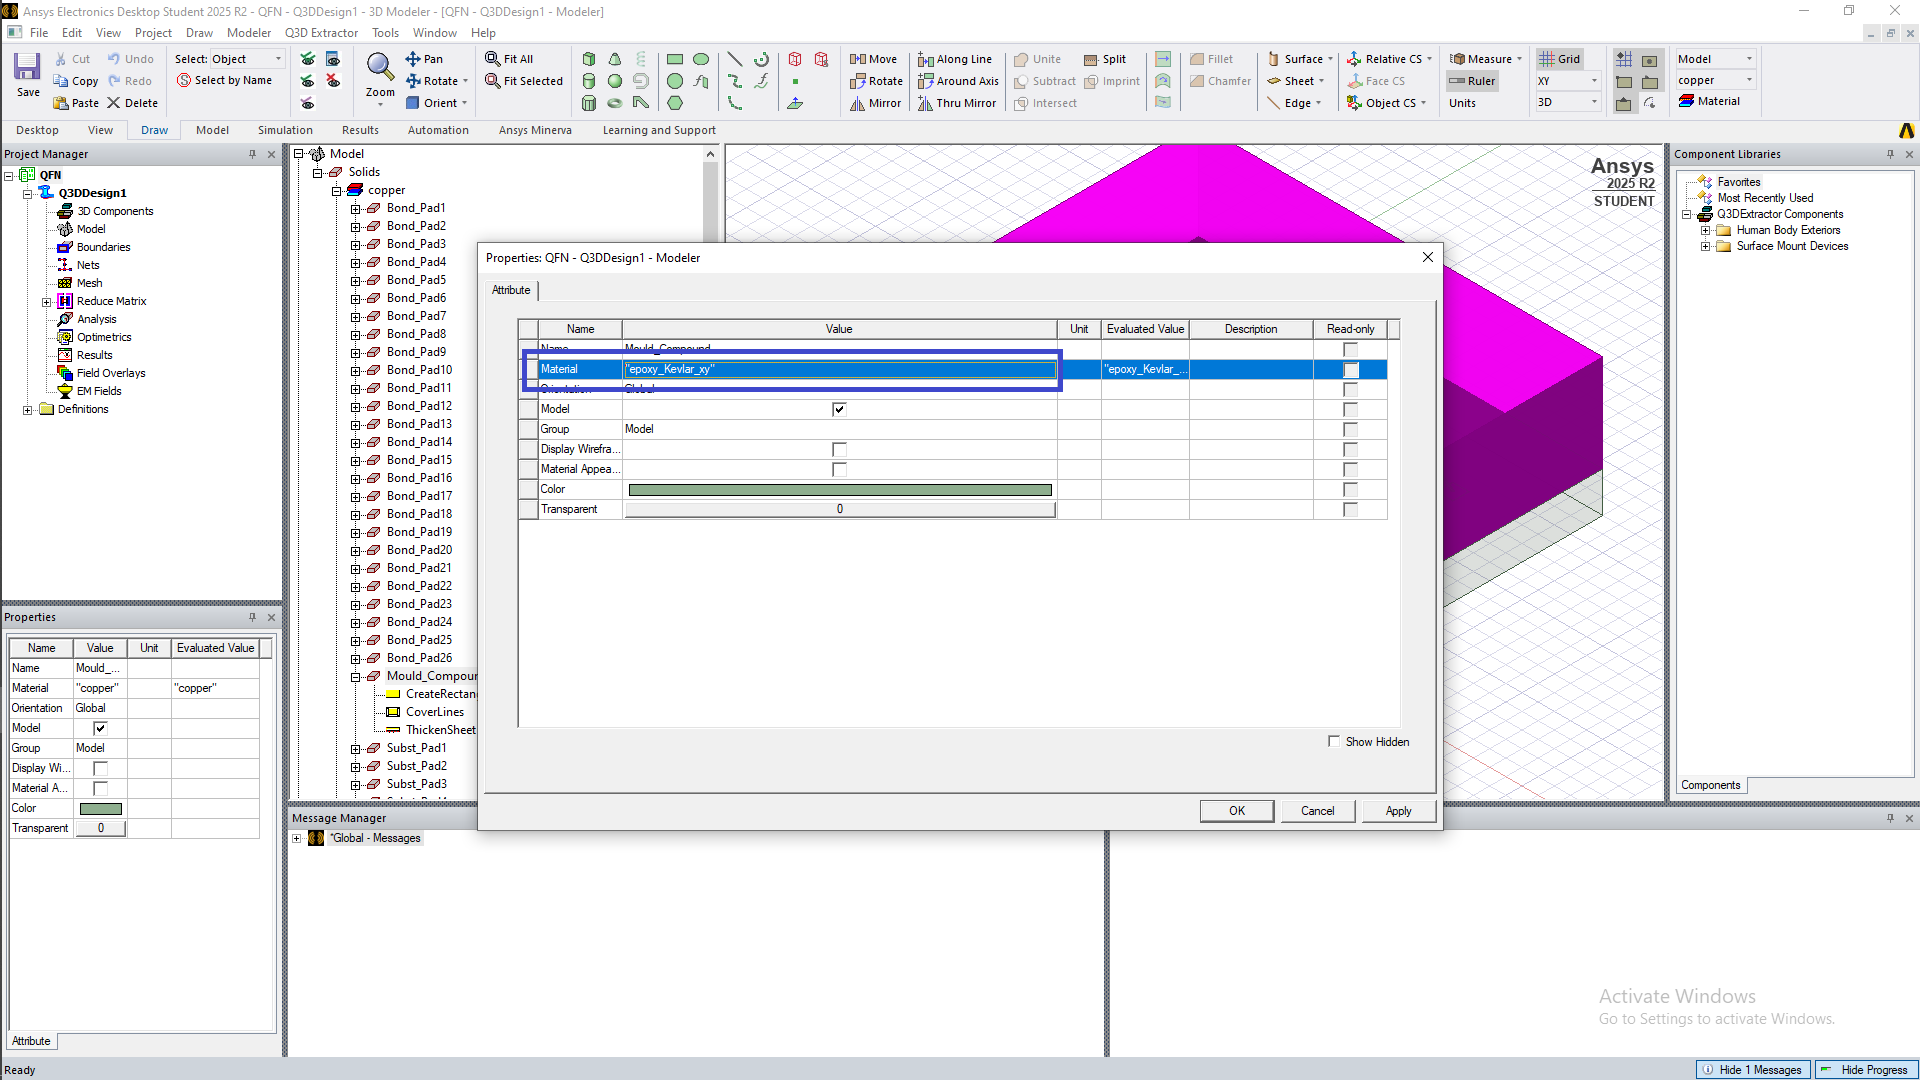 Ansys Electronics Desktop Student 2025 R2 - QFN - Q3DDesign1 - 3D Modeler - [QFN - Q3DDesign1 - Modeler]
File Edit View Project Draw Modeler Q3D Extractor Tools Window Help
Save
Cut Undo
Copy Redo
Paste Delete
Select: Object
Select by Name
Zoom
Pan
Rotate
Orient
Fit All
Fit Selected
Move Along Line
Rotate Around Axis
Mirror Thru Mirror
Unite Split
Subtract Imprint
Intersect
Fillet
Chamfer
Surface
Sheet
Edge
Relative CS
Face CS
Object CS
Measure
Ruler
Units
Grid
XY
3D
Model
copper
Material
Desktop View Draw Model Simulation Results Automation Ansys Minerva Learning and Support
Project Manager
QFN
Q3DDesign1
3D Components
Model
Boundaries
Nets
Mesh
Reduce Matrix
Analysis
Optimetrics
Results
Field Overlays
EM Fields
Definitions
Properties
Name Value Unit Evaluated Value
Name Mould_...
Material "copper" "copper"
Orientation Global
Model
Group Model
Display Wi...
Material A...
Color
Transparent 0
Attribute
Model
Solids
copper
Bond_Pad1
Bond_Pad2
Bond_Pad3
Bond_Pad4
Bond_Pad5
Bond_Pad6
Bond_Pad7
Bond_Pad8
Bond_Pad9
Bond_Pad10
Bond_Pad11
Bond_Pad12
Bond_Pad13
Bond_Pad14
Bond_Pad15
Bond_Pad16
Bond_Pad17
Bond_Pad18
Bond_Pad19
Bond_Pad20
Bond_Pad21
Bond_Pad22
Bond_Pad23
Bond_Pad24
Bond_Pad25
Bond_Pad26
Mould_Compour
CreateRectan
CoverLines
ThickenSheet
Subst_Pad1
Subst_Pad2
Subst_Pad3
Ansys
2025 R2
STUDENT
Properties: QFN - Q3DDesign1 - Modeler
Attribute
Name Value Unit Evaluated Value Description Read-only
Name Mould_Compound
Material "epoxy_Kevlar_xy" "epoxy_Kevlar_...
Orientation Global
Model
Group Model
Display Wirefra...
Material Appea...
Color
Transparent 0
Show Hidden
OK Cancel Apply
Component Libraries
Favorites
Most Recently Used
Q3DExtractor Components
Human Body Exteriors
Surface Mount Devices
Components
Message Manager
*Global - Messages
Activate Windows
Go to Settings to activate Windows.
Ready
Hide 1 Messages Hide Progress